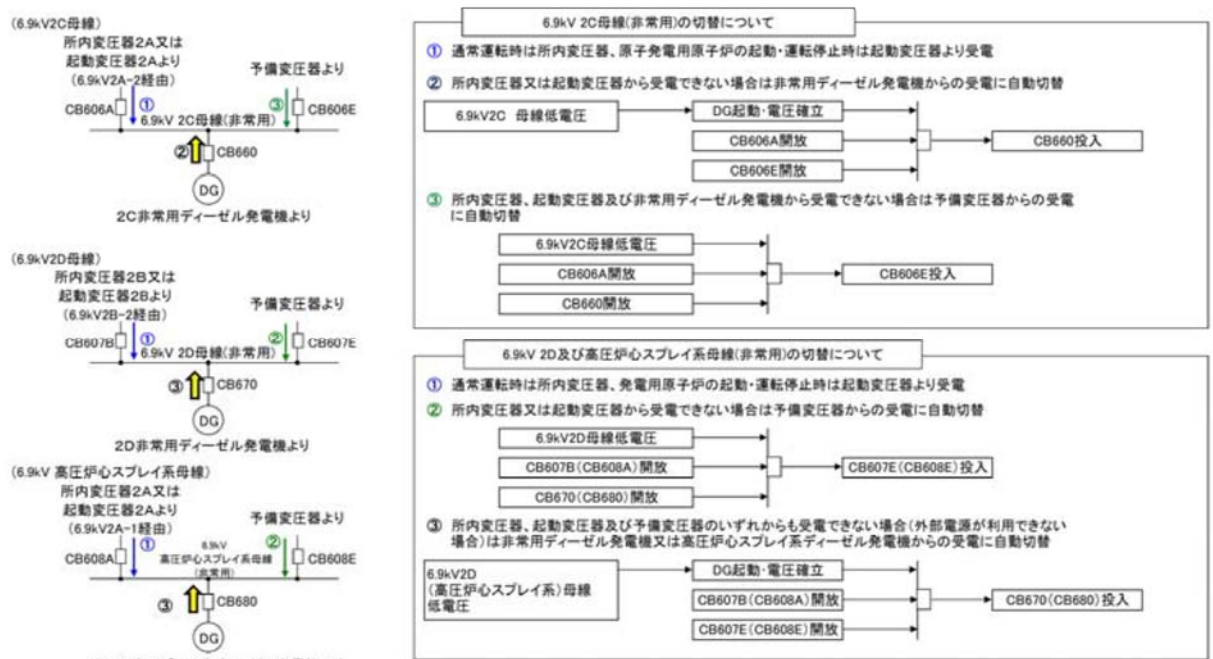 (6.9kV2C母線)
所内変圧器2A又は
起動変圧器2Aより
(6.9kV2A-2経由)
予備変圧器より
CB606A
①
③
CB606E
6.9kV 2C母線(非常用)
②
CB660
DG
2C非常用ディーゼル発電機より
(6.9kV2D母線)
所内変圧器2B又は
起動変圧器2Bより
(6.9kV2B-2経由)
予備変圧器より
CB607B
①
②
CB607E
6.9kV 2D母線(非常用)
③
CB670
DG
2D非常用ディーゼル発電機より
(6.9kV 高圧炉心スプレイ系母線)
所内変圧器2A又は
起動変圧器2Aより
(6.9kV2A-1経由)
予備変圧器より
CB608A
①
6.9kV
高圧炉心スプレイ系母線
(非常用)
②
CB608E
③
CB680
DG
6.9kV 2C母線(非常用)の切替について
① 通常運転時は所内変圧器、原子発電用原子炉の起動・運転停止時は起動変圧器より受電
② 所内変圧器又は起動変圧器から受電できない場合は非常用ディーゼル発電機からの受電に自動切替
6.9kV2C 母線低電圧
DG起動・電圧確立
CB606A開放
CB660投入
CB606E開放
③ 所内変圧器、起動変圧器及び非常用ディーゼル発電機から受電できない場合は予備変圧器からの受電
に自動切替
6.9kV2C母線低電圧
CB606A開放
CB606E投入
CB660開放
6.9kV 2D及び高圧炉心スプレイ系母線(非常用)の切替について
① 通常運転時は所内変圧器、発電用原子炉の起動・運転停止時は起動変圧器より受電
② 所内変圧器又は起動変圧器から受電できない場合は予備変圧器からの受電に自動切替
6.9kV2D母線低電圧
CB607B(CB608A)開放
CB607E(CB608E)投入
CB670(CB680)開放
③ 所内変圧器、起動変圧器及び予備変圧器のいずれからも受電できない場合(外部電源が利用できない
場合)は非常用ディーゼル発電機又は高圧炉心スプレイ系ディーゼル発電機からの受電に自動切替
6.9kV2D
(高圧炉心スプレイ系)母線
低電圧
DG起動・電圧確立
CB607B(CB608A)開放
CB670(CB680)投入
CB607E(CB608E)開放